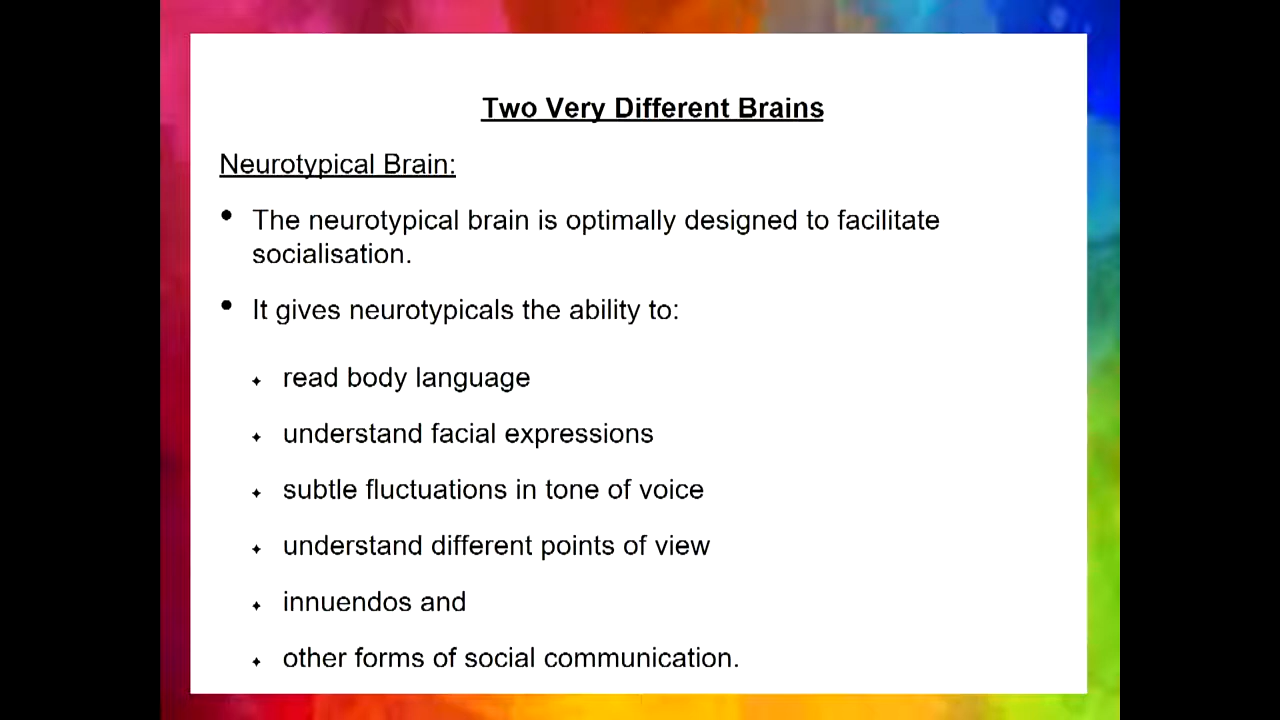 Two Very Different Brains
Neurotypical Brain:
• The neurotypical brain is optimally designed to facilitate
socialisation.
• It gives neurotypicals the ability to:
✦ read body language
✦ understand facial expressions
✦ subtle fluctuations in tone of voice
✦ understand different points of view
✦ innuendos and
✦ other forms of social communication.